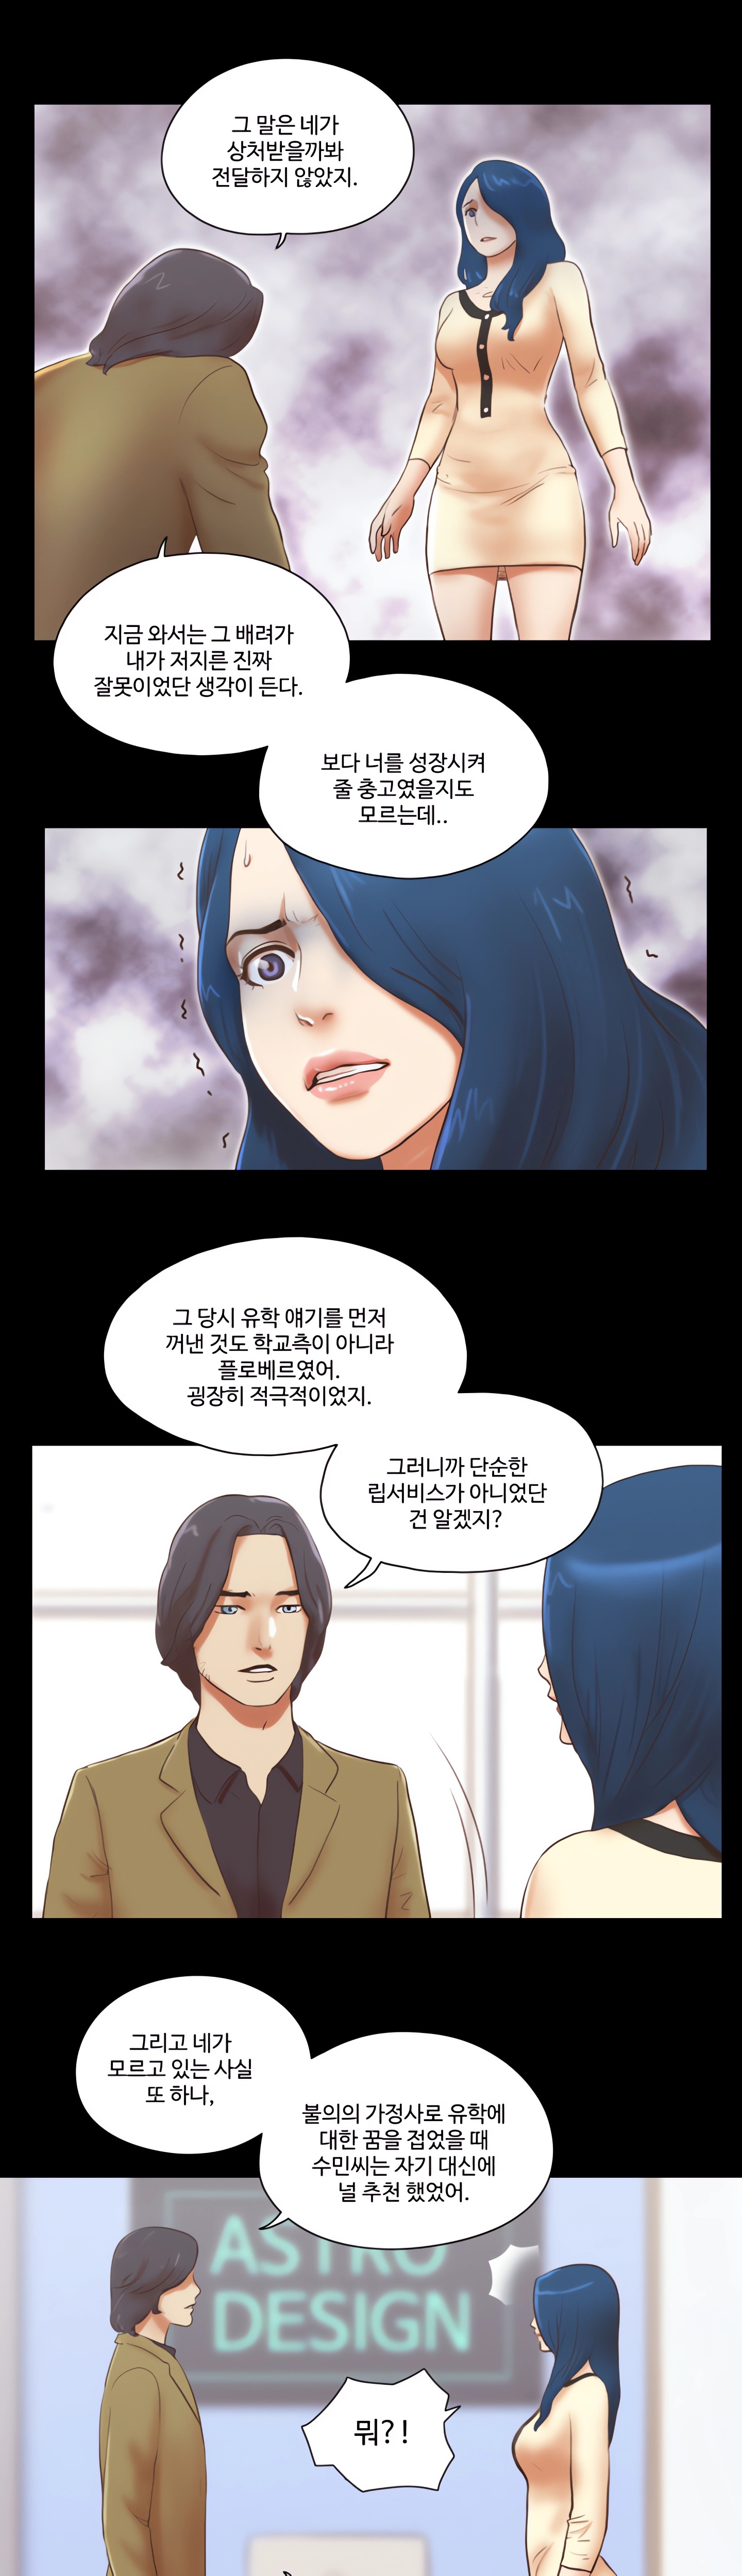 그 말은 네가
상처받을까봐
전달하지 않았지.
지금 와서는 그 배려가
내가 저지른 진짜
잘못이었단 생각이 든다.
보다 너를 성장시켜
줄 충고였을지도
모르는데..
그 당시 유학 얘기를 먼저
꺼낸 것도 학교측이 아니라
플로베르였어.
굉장히 적극적이었지.
그러니까 단순한
립서비스가 아니었단
건 알겠지?
그리고 네가
모르고 있는 사실
또 하나,
불의의 가정사로 유학에
대한 꿈을 접었을 때
수민씨는 자기 대신에
널 추천 했었어.
ASTRO
DESIGN
뭐?!